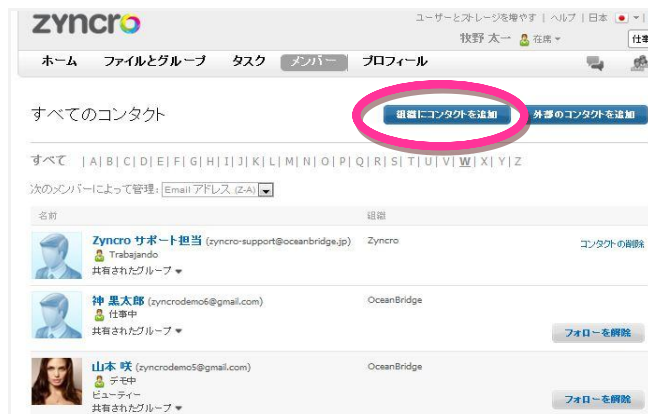 zyncro
ユーザーとストレージを増やす | ヘルプ | 日本
牧野 太一 在席
ホーム ファイルとグループ タスク メンバー プロフィール
すべてのコンタクト 組織にコンタクトを追加 外部のコンタクトを追加
すべて | A | B | C | D | E | F | G | H | I | J | K | L | M | N | O | P | Q | R | S | T | U | V | W | X | Y | Z
次のメンバーによって管理: Email アドレス (Z-A)
名前 組織
Zyncro サポート担当 (zyncro-support@oceanbridge.jp) Zyncro コンタクトの削除
Trabajando
共有されたグループ
神 黒太郎 (zyncrodemo6@gmail.com) OceanBridge
仕事中
共有されたグループ フォローを解除
山本 咲 (zyncrodemo5@gmail.com) OceanBridge
デモ中
ビューティー
共有されたグループ フォローを解除